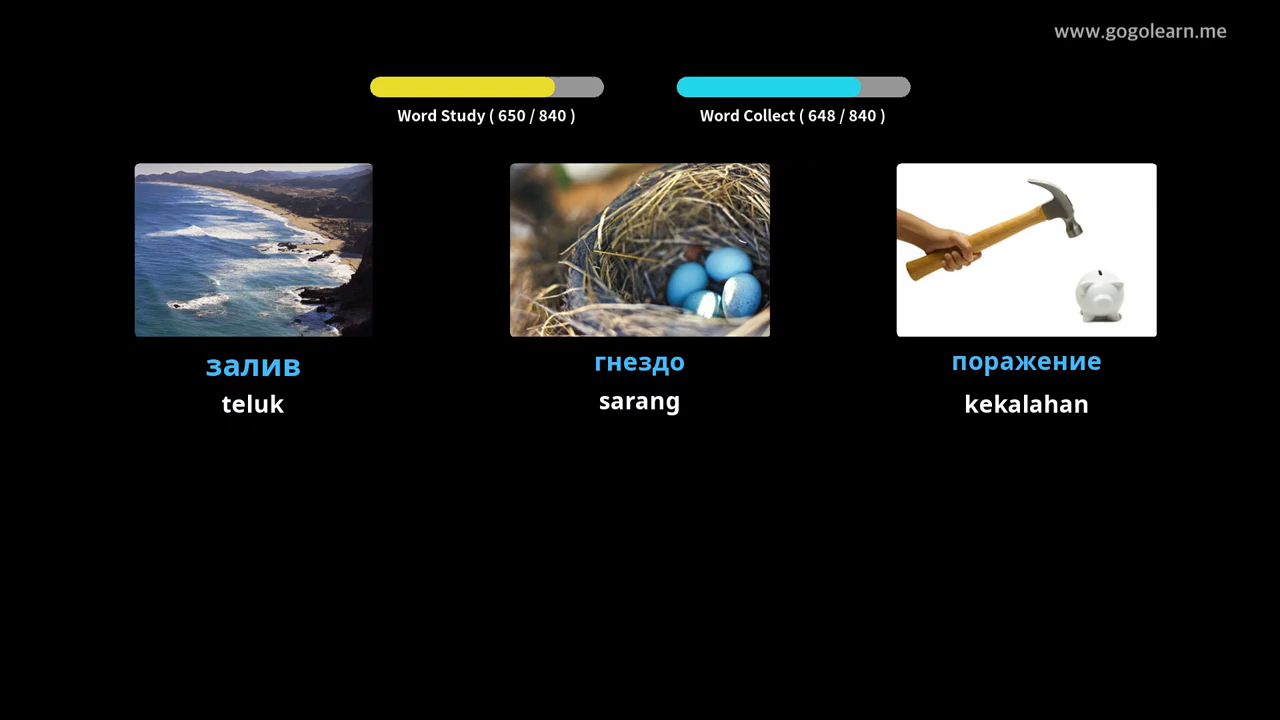 www.gogolearn.me
Word Study ( 650 / 840 )
Word Collect ( 648 / 840 )
залив
teluk
гнездо
sarang
поражение
kekalahan